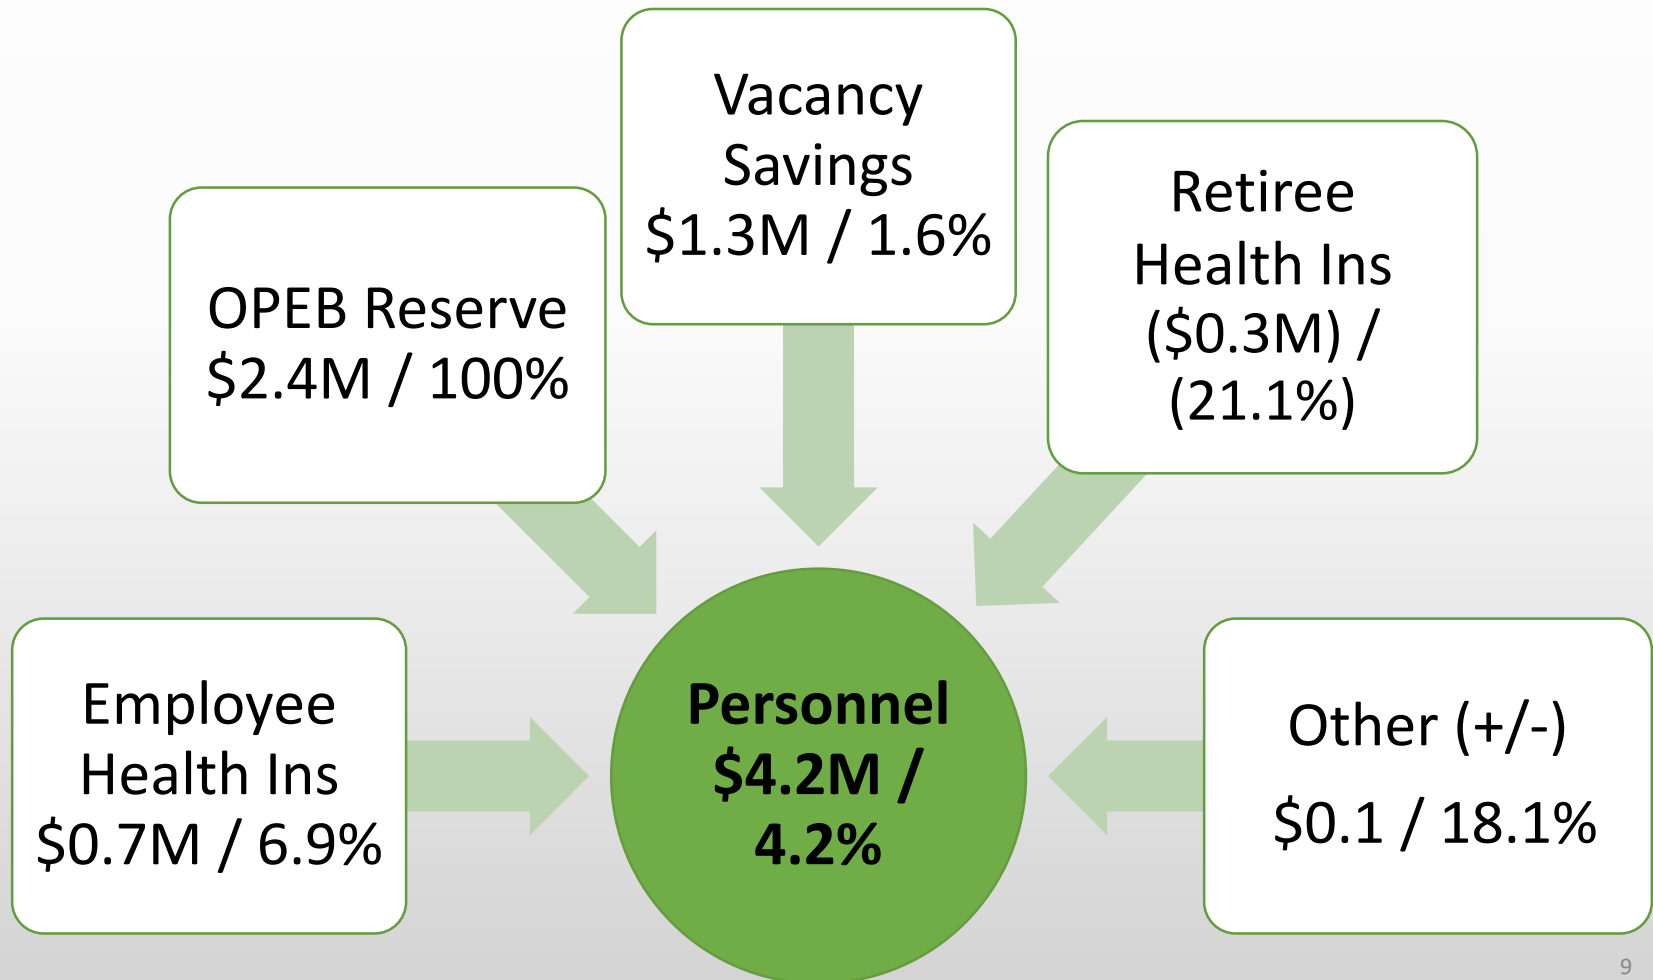 Vacancy
Savings
$1.3M / 1.6%
Retiree
Health Ins
($0.3M) /
(21.1%)
OPEB Reserve
$2.4M / 100%
Employee
Health Ins
$0.7M / 6.9%
Personnel
$4.2M /
4.2%
Other (+/-)
$0.1 / 18.1%
9